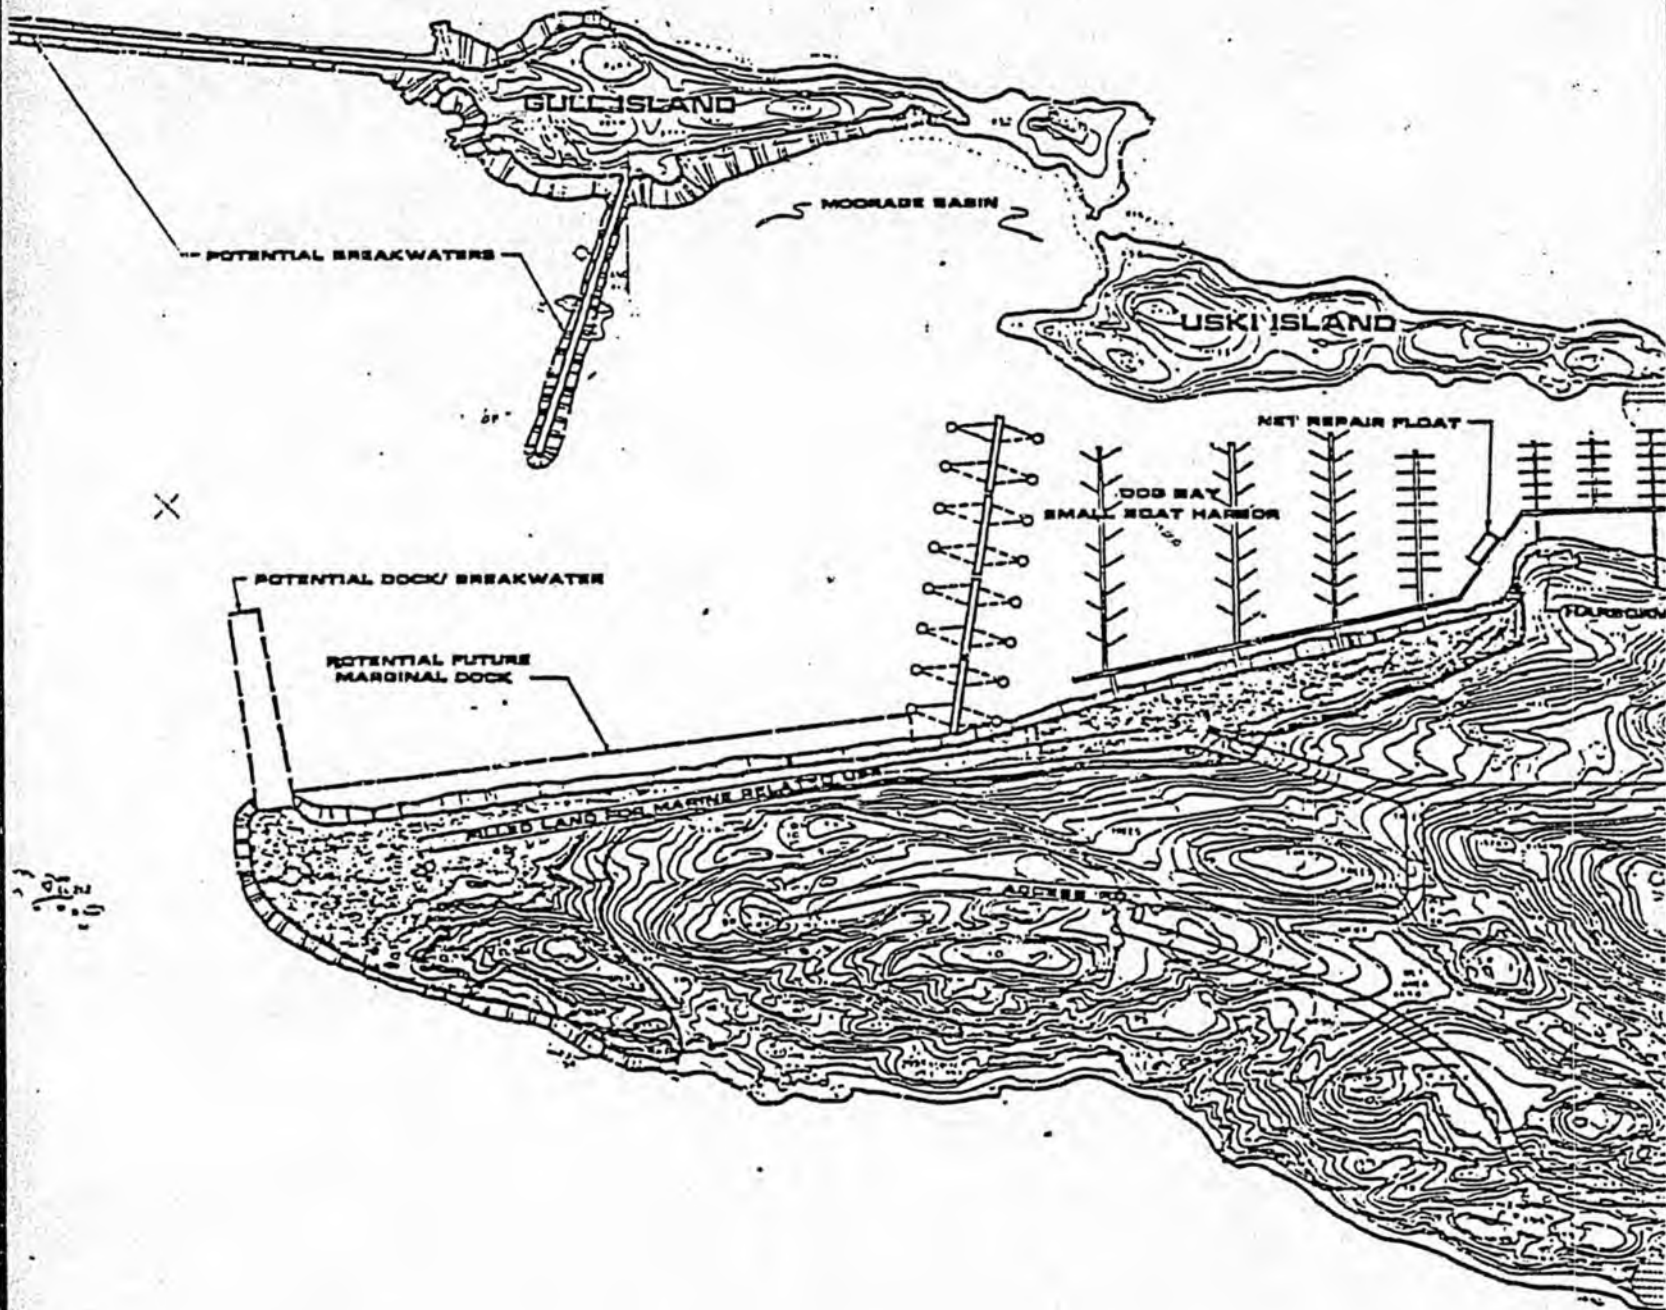 GULL ISLAND
MOORAGE BASIN
POTENTIAL BREAKWATERS
USKI ISLAND
NET REPAIR FLOAT
DOG BAY
SMALL BOAT HARBOR
POTENTIAL DOCK/ BREAKWATER
POTENTIAL FUTURE
MARGINAL DOCK
FILLED LAND FOR MARINE RELATED USE
ACCESS RD